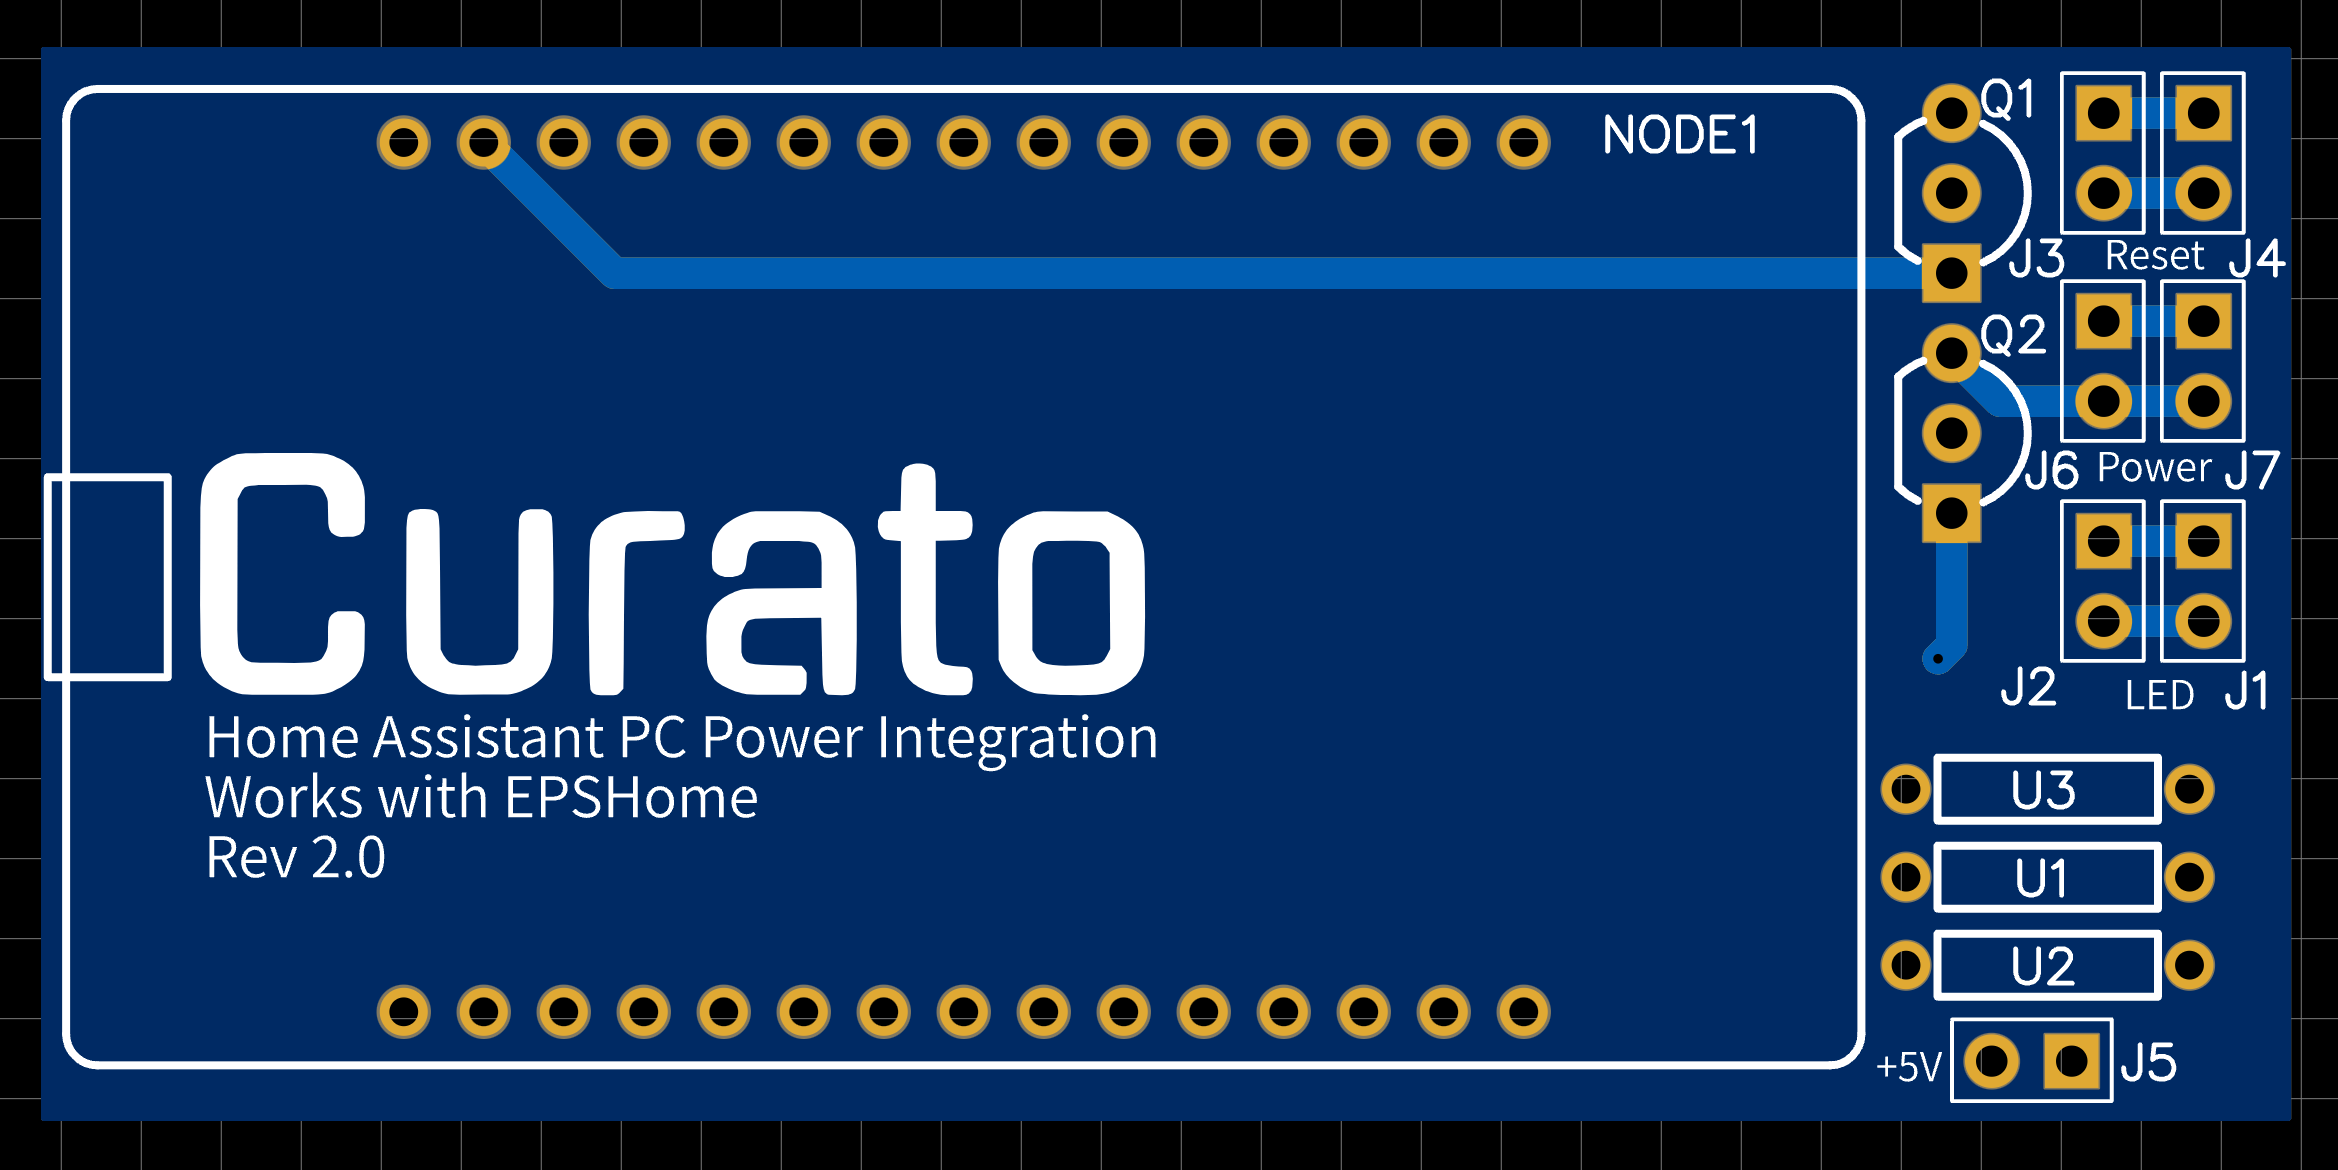 NODE1
Q1
J3 Reset J4
Q2
J6 Power J7
Curato
J2 LED J1
Home Assistant PC Power Integration
Works with EPSHome
Rev 2.0
U3
U1
U2
+5V J5